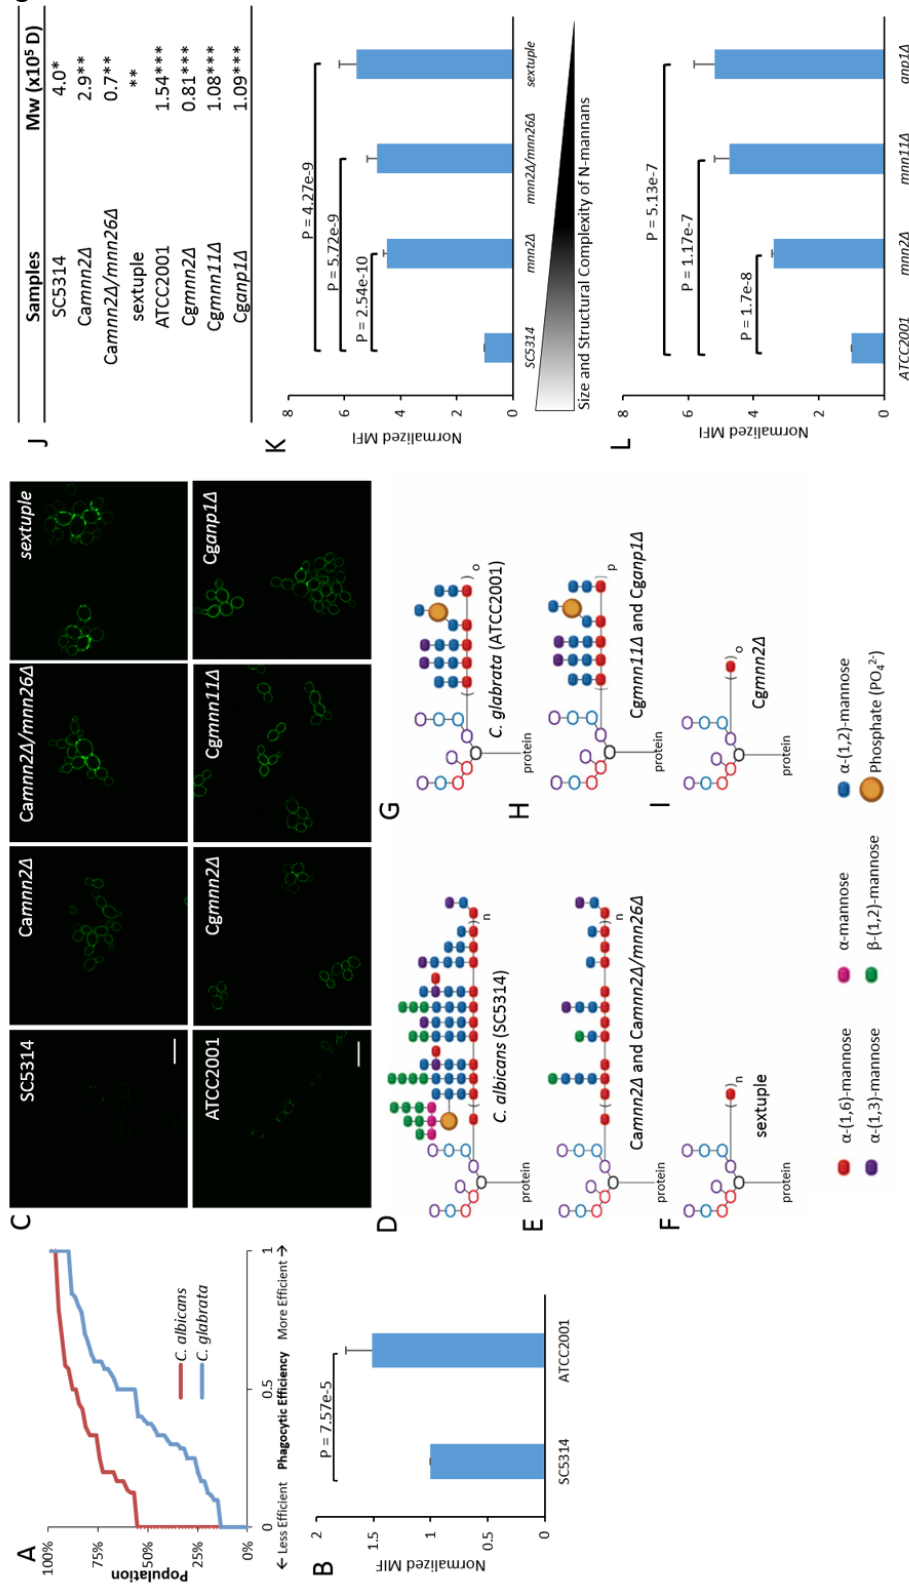 A
100%
75%
50%
25%
0%
Population
0
0.5
1
← Less Efficient Phagocytic Efficiency More Efficient →
C. albicans
C. glabrata
B
2
1.5
1
0.5
0
Normalized MIF
P = 7.57e-5
SC5314
ATCC2001
C
SC5314
Camnn2Δ
Camnn2Δ/mnn26Δ
sextuple
ATCC2001
Cgmnn2Δ
Cgmnn11Δ
Cganp1Δ
D
protein
n
C. albicans (SC5314)
E
protein
n
Camnn2Δ and Camnn2Δ/mnn26Δ
F
protein
n
sextuple
G
protein
o
C. glabrata (ATCC2001)
H
protein
p
Cgmnn11Δ and Cganp1Δ
I
protein
o
Cgmnn2Δ
α-(1,6)-mannose
α-mannose
α-(1,2)-mannose
α-(1,3)-mannose
β-(1,2)-mannose
Phosphate (PO₄²⁻)
J
Samples Mw (x10⁵ D)
SC5314 4.0*
Camnn2Δ 2.9**
Camnn2Δ/mnn26Δ 0.7**
sextuple **
ATCC2001 1.54***
Cgmnn2Δ 0.81***
Cgmnn11Δ 1.08***
Cganp1Δ 1.09***
K
8
6
4
2
0
Normalized MFI
P = 4.27e-9
P = 5.72e-9
P = 2.54e-10
SC5314
mnn2Δ
mnn2Δ/mnn26Δ
sextuple
Size and Structural Complexity of N-mannans
L
8
6
4
2
0
Normalized MFI
P = 5.13e-7
P = 1.17e-7
P = 1.7e-8
ATCC2001
mnn2Δ
mnn11Δ
anp1Δ